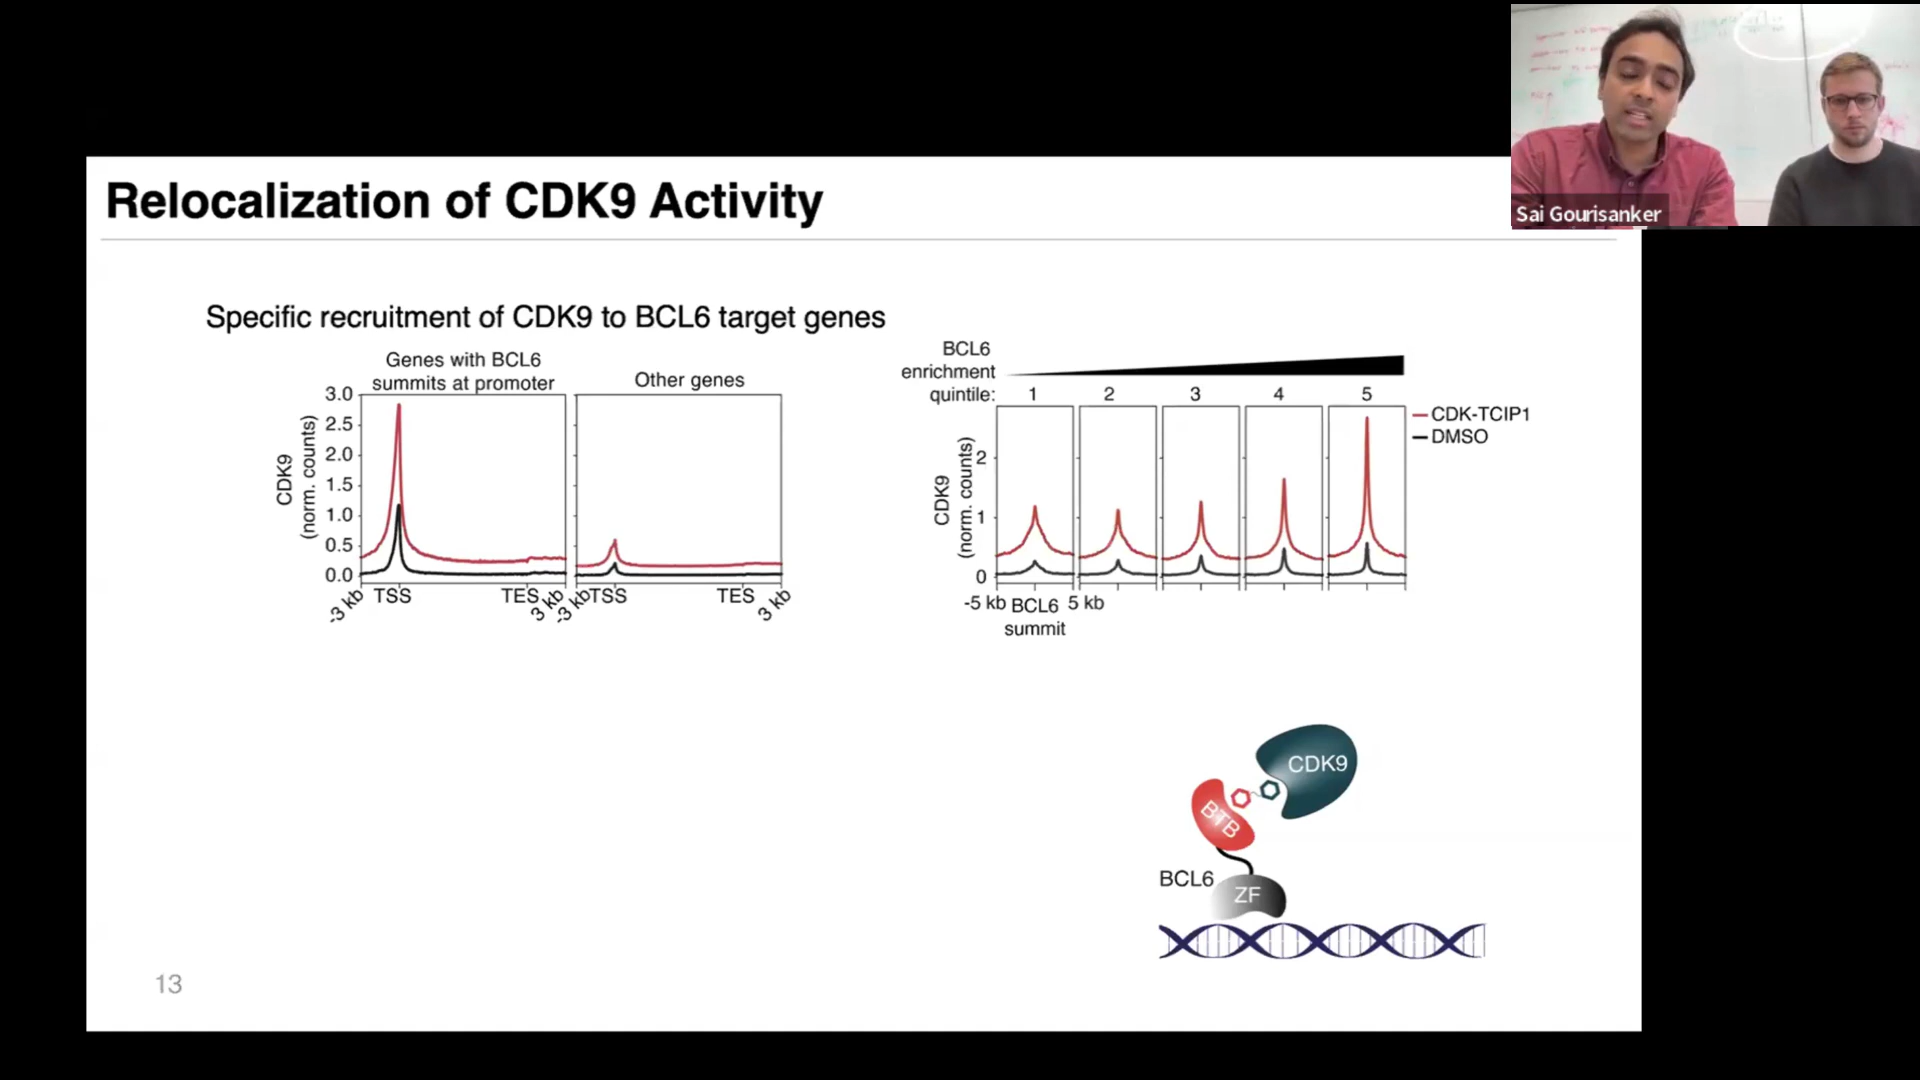 Sai Gourisanker
Relocalization of CDK9 Activity
Specific recruitment of CDK9 to BCL6 target genes
Genes with BCL6
summits at promoter
Other genes
CDK9
(norm. counts)
3.0
2.5
2.0
1.5
1.0
0.5
0.0
-3 kb
TSS
TES
3 kb
-3 kb
TSS
TES
3 kb
BCL6
enrichment
quintile:
1
2
3
4
5
CDK-TCIP1
DMSO
CDK9
(norm. counts)
2
1
0
-5 kb
BCL6
summit
5 kb
CDK9
BTB
BCL6
ZF
13